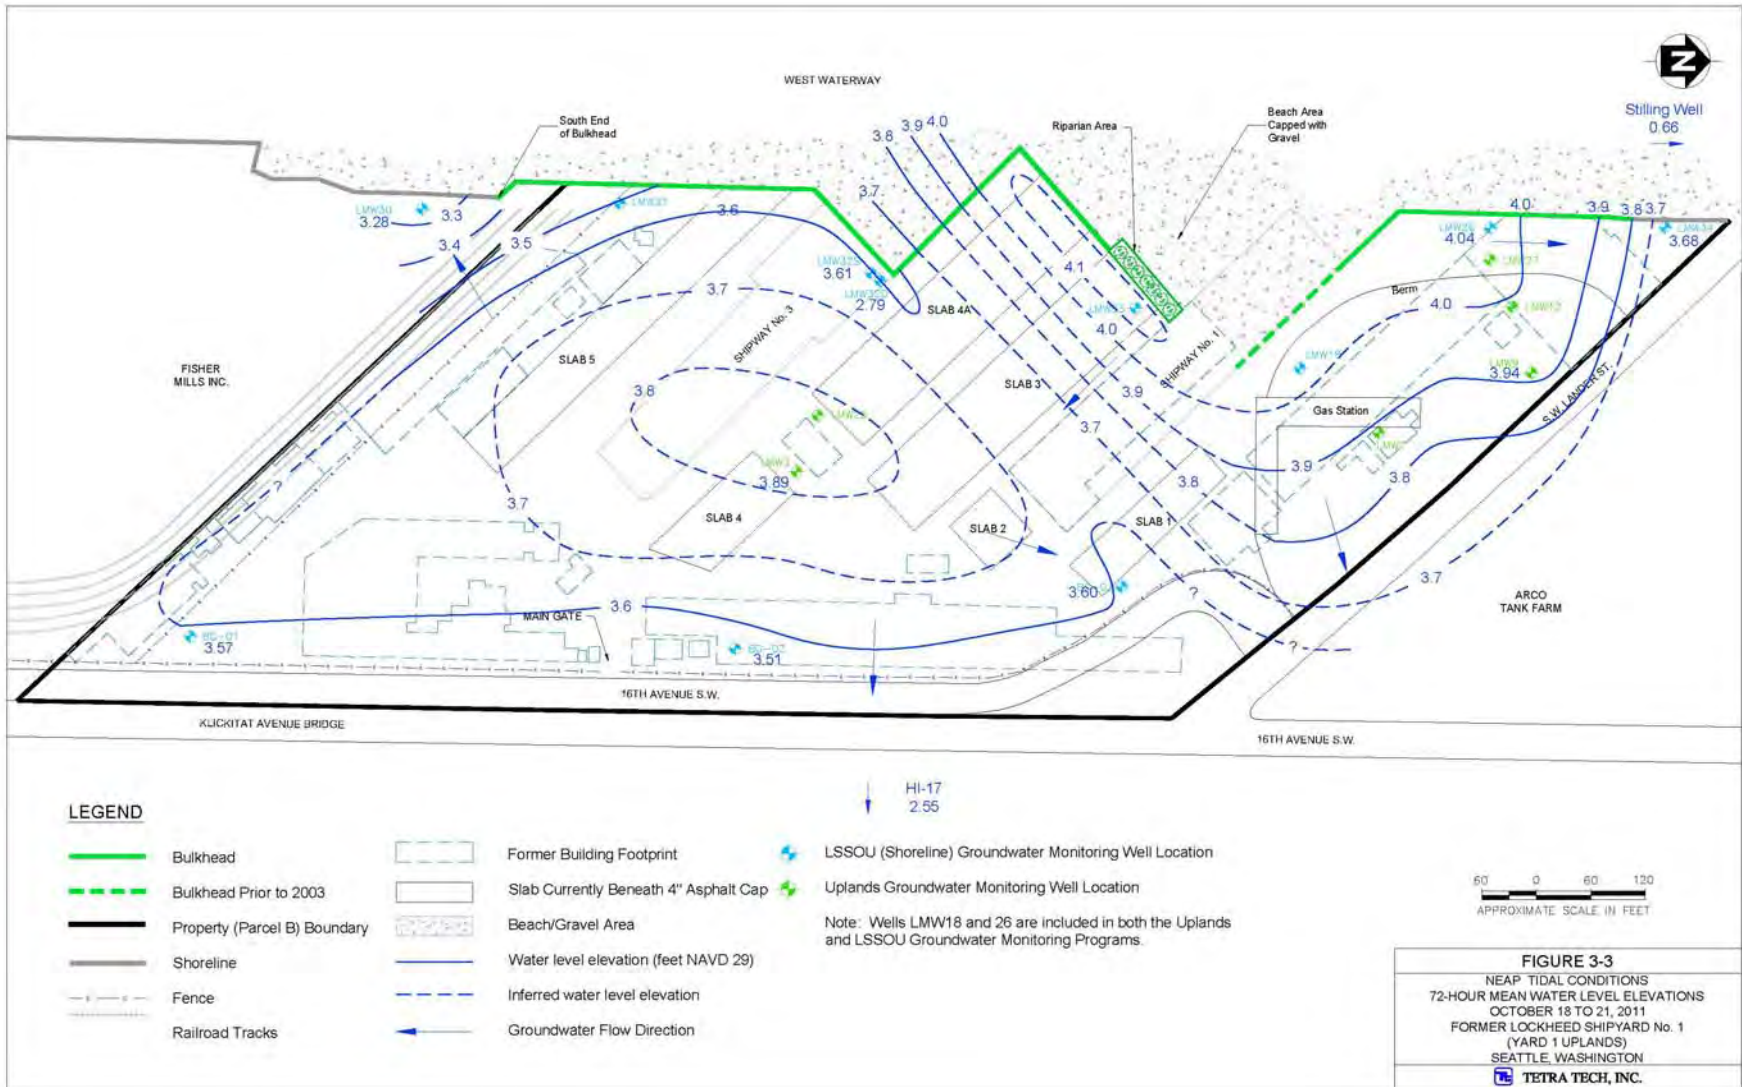 WEST WATERWAY
N
Stilling Well
0.66
South End
of Bulkhead
Riparian Area
Beach Area
Capped with
Gravel
3.8
3.9
4.0
3.7
LMW30
3.28
3.3
3.4
3.5
3.6
LMW32S
3.61
LMW32D
2.79
SLAB 4A
4.1
4.0
4.0
3.9
3.8
3.7
LMW26
4.04
3.68
Berm
4.0
LMW18
LMW9
3.94
FISHER
MILLS INC.
SLAB 5
SHIPWAY No. 3
3.7
3.8
SLAB 3
SHIPWAY No. 1
3.9
3.7
Gas Station
S.W. LANDER ST.
LMW3
3.89
3.7
SLAB 4
SLAB 2
SLAB 1
3.8
3.9
3.8
3.7
?
?
?
3.60
3.6
MAIN GATE
BG-01
3.57
BG-02
3.51
ARCO
TANK FARM
16TH AVENUE S.W.
KLICKITAT AVENUE BRIDGE
16TH AVENUE S.W.
HI-17
2.55
LEGEND
Bulkhead
Bulkhead Prior to 2003
Property (Parcel B) Boundary
Shoreline
Fence
Railroad Tracks
Former Building Footprint
Slab Currently Beneath 4" Asphalt Cap
Beach/Gravel Area
Water level elevation (feet NAVD 29)
Inferred water level elevation
Groundwater Flow Direction
LSSOU (Shoreline) Groundwater Monitoring Well Location
Uplands Groundwater Monitoring Well Location
Note: Wells LMW18 and 26 are included in both the Uplands
and LSSOU Groundwater Monitoring Programs.
60 0 60 120
APPROXIMATE SCALE IN FEET
FIGURE 3-3
NEAP TIDAL CONDITIONS
72-HOUR MEAN WATER LEVEL ELEVATIONS
OCTOBER 18 TO 21, 2011
FORMER LOCKHEED SHIPYARD No. 1
(YARD 1 UPLANDS)
SEATTLE, WASHINGTON
TETRA TECH, INC.